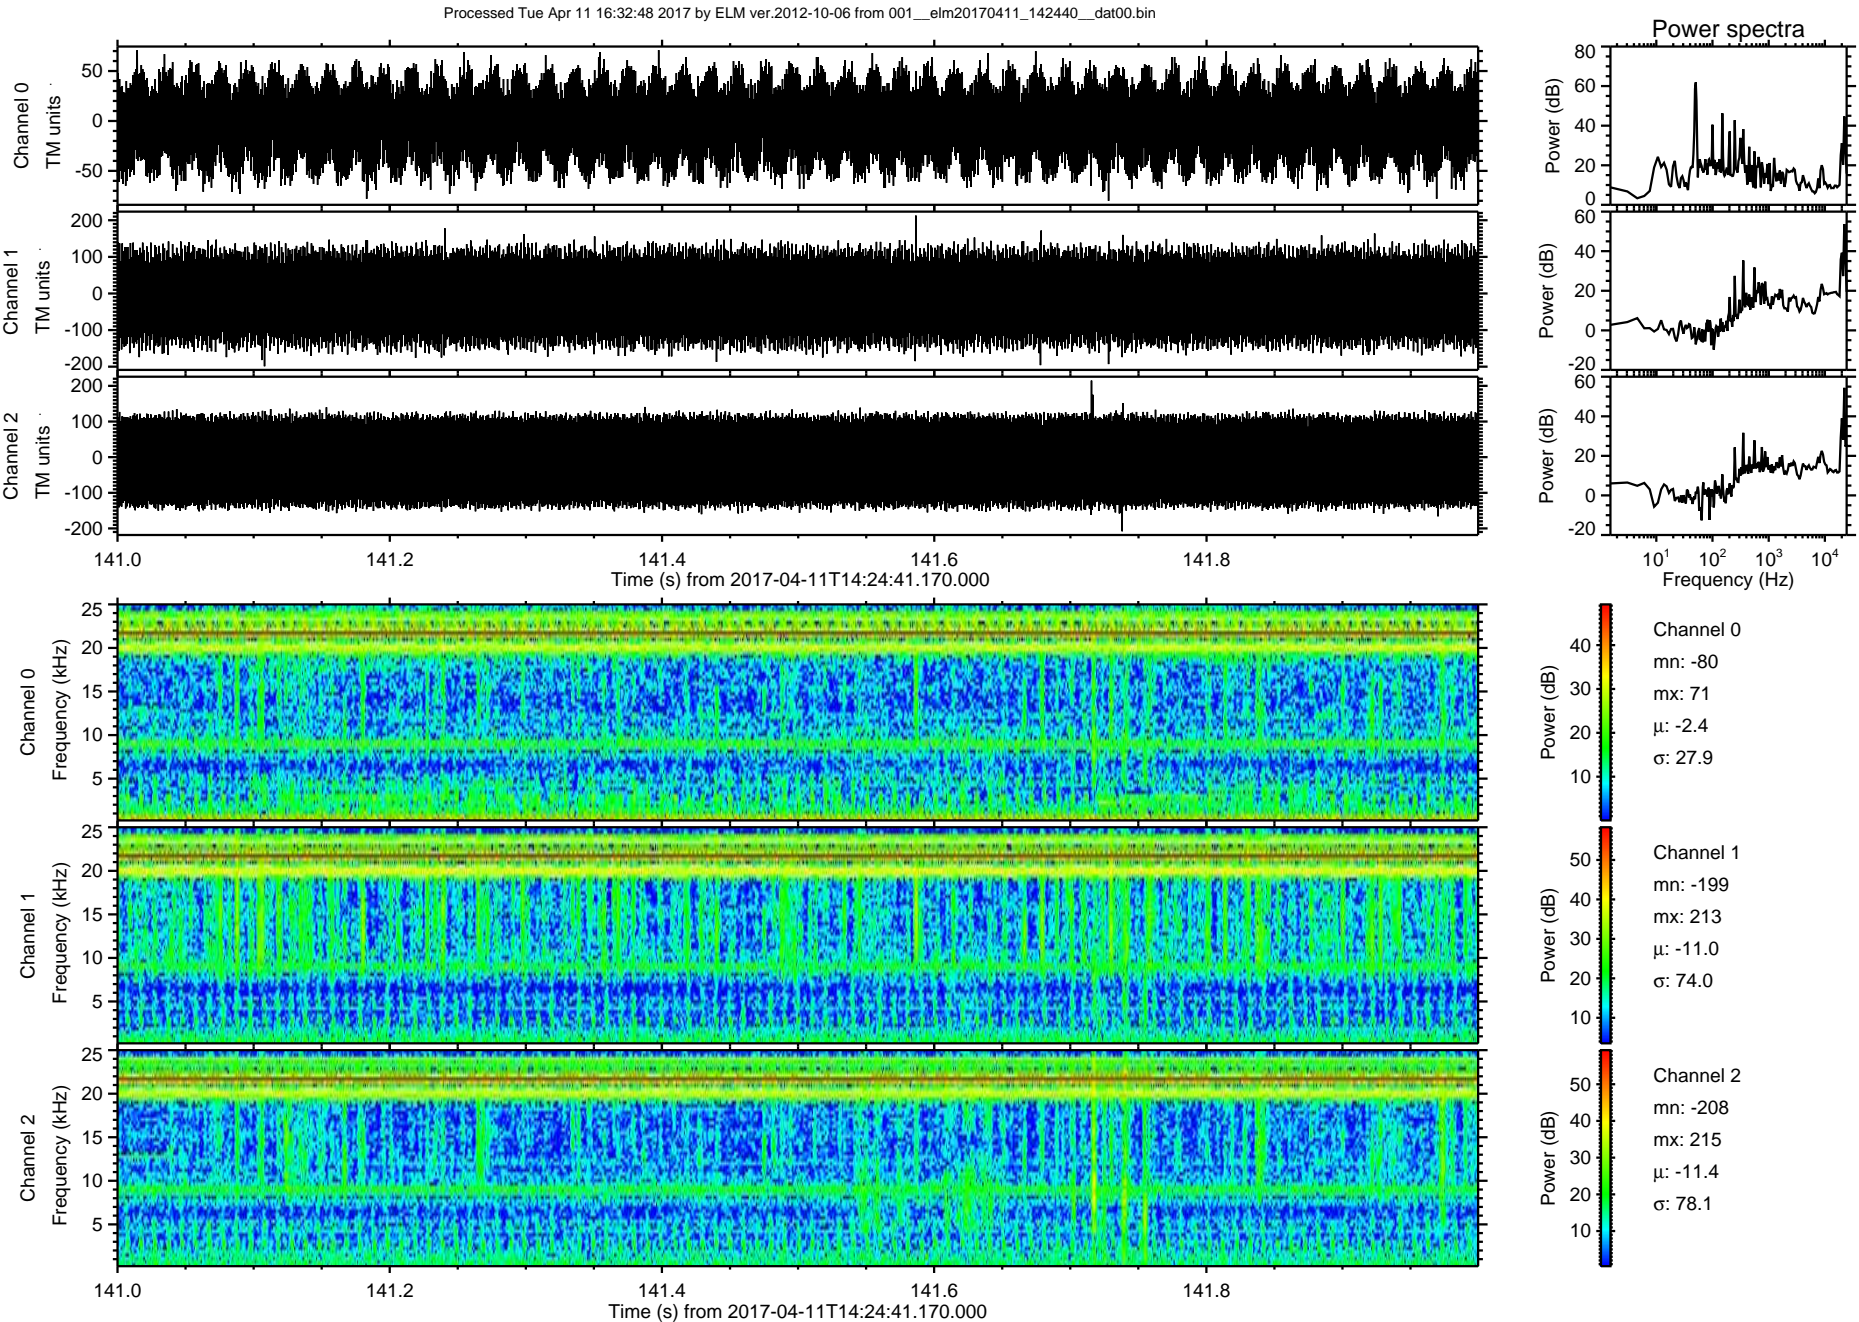 Processed Tue Apr 11 16:32:48 2017 by ELM ver.2012-10-06 from 001__elm20170411_142440__dat00.bin
Power spectra
Channel 0
TM units
50
0
-50
Power (dB)
80
60
40
20
0
Channel 1
TM units
200
100
0
-100
-200
Power (dB)
60
40
20
0
-20
Channel 2
TM units
200
100
0
-100
-200
Power (dB)
60
40
20
0
-20
141.0 141.2 141.4 141.6 141.8
Time (s) from 2017-04-11T14:24:41.170.000
10^1 10^2 10^3 10^4
Frequency (Hz)
Channel 0
Frequency (kHz)
25
20
15
10
5
Power (dB)
40
30
20
10
Channel 0
mn: -80
mx: 71
μ: -2.4
σ: 27.9
Channel 1
Frequency (kHz)
25
20
15
10
5
Power (dB)
50
40
30
20
10
Channel 1
mn: -199
mx: 213
μ: -11.0
σ: 74.0
Channel 2
Frequency (kHz)
25
20
15
10
5
Power (dB)
50
40
30
20
10
Channel 2
mn: -208
mx: 215
μ: -11.4
σ: 78.1
141.0 141.2 141.4 141.6 141.8
Time (s) from 2017-04-11T14:24:41.170.000